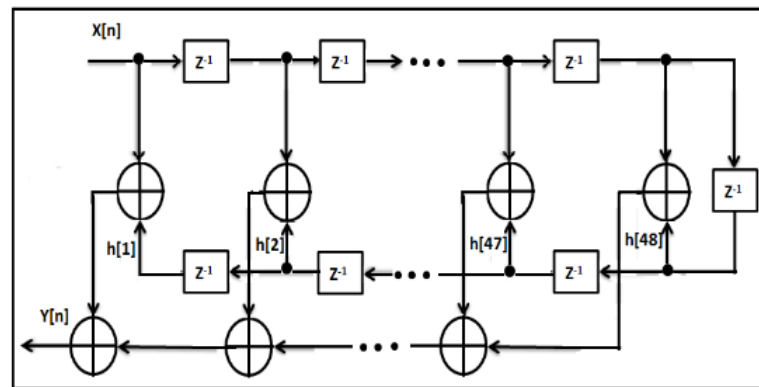 X[n]
Z⁻¹ Z⁻¹ ••• Z⁻¹
Z⁻¹
h[1] h[2] h[47] h[48]
Z⁻¹ Z⁻¹ ••• Z⁻¹
Y[n]
•••